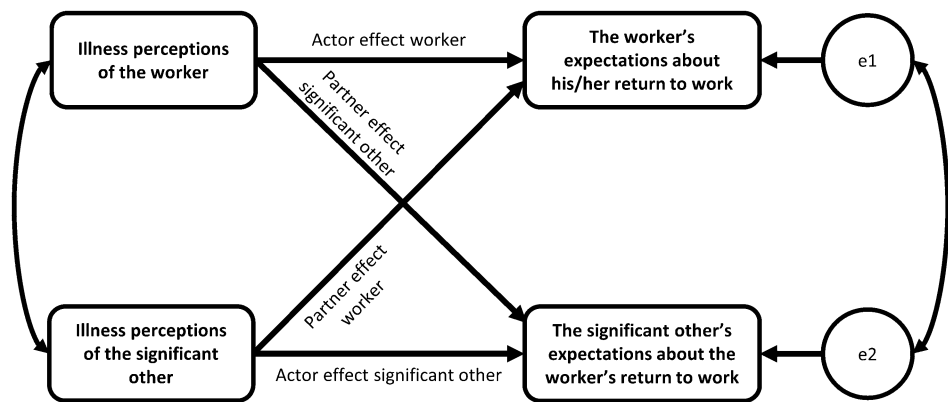 Illness perceptions
of the worker
Actor effect worker
The worker's
expectations about
his/her return to work
e1
Partner effect
significant other
Partner effect
worker
Illness perceptions
of the significant
other
Actor effect significant other
The significant other's
expectations about the
worker's return to work
e2